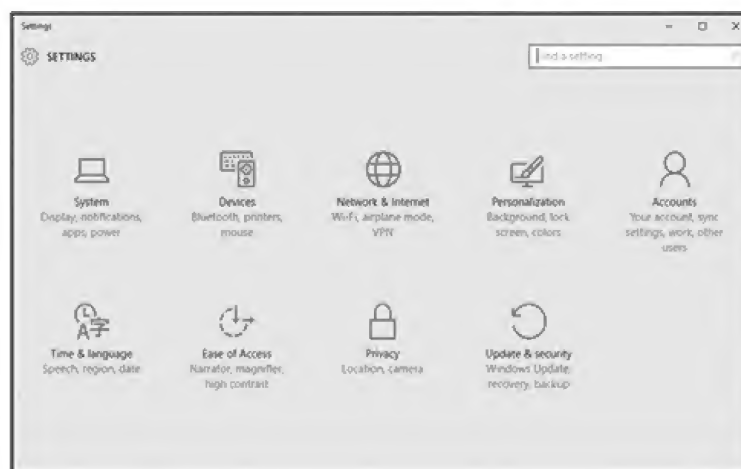 Settings
SETTINGS
Find a setting
System
Display, notifications,
apps, power
Devices
Bluetooth, printers,
mouse
Network & Internet
Wi-Fi, airplane mode,
VPN
Personalization
Background, lock
screen, colors
Accounts
Your account, sync
settings, work, other
users
Time & language
Speech, region, date
Ease of Access
Narrator, magnifier,
high contrast
Privacy
Location, camera
Update & security
Windows Update,
recovery, backup